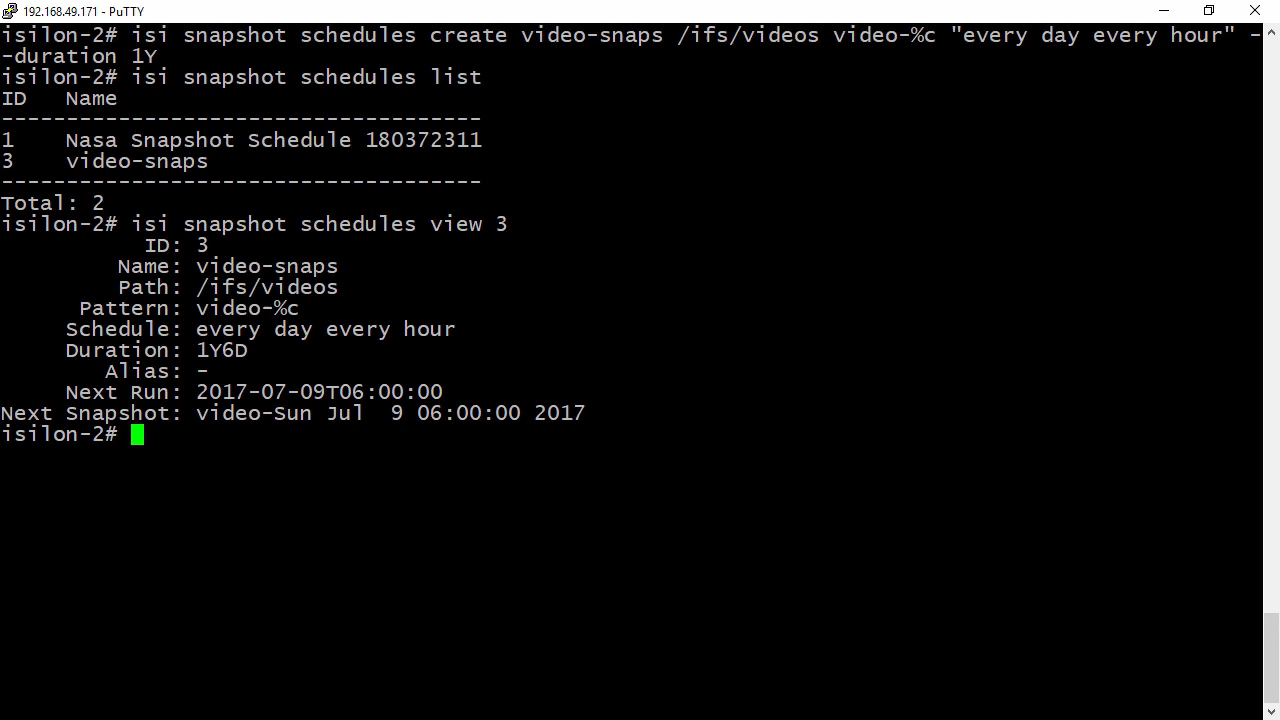 192.168.49.171 - PuTTY
isilon-2# isi snapshot schedules create video-snaps /ifs/videos video-%c "every day every hour" -
-duration 1Y
isilon-2# isi snapshot schedules list
ID   Name
-------------------------------------
1    Nasa Snapshot Schedule 180372311
3    video-snaps
-------------------------------------
Total: 2
isilon-2# isi snapshot schedules view 3
           ID: 3
         Name: video-snaps
         Path: /ifs/videos
      Pattern: video-%c
     Schedule: every day every hour
     Duration: 1Y6D
        Alias: -
     Next Run: 2017-07-09T06:00:00
Next Snapshot: video-Sun Jul  9 06:00:00 2017
isilon-2#